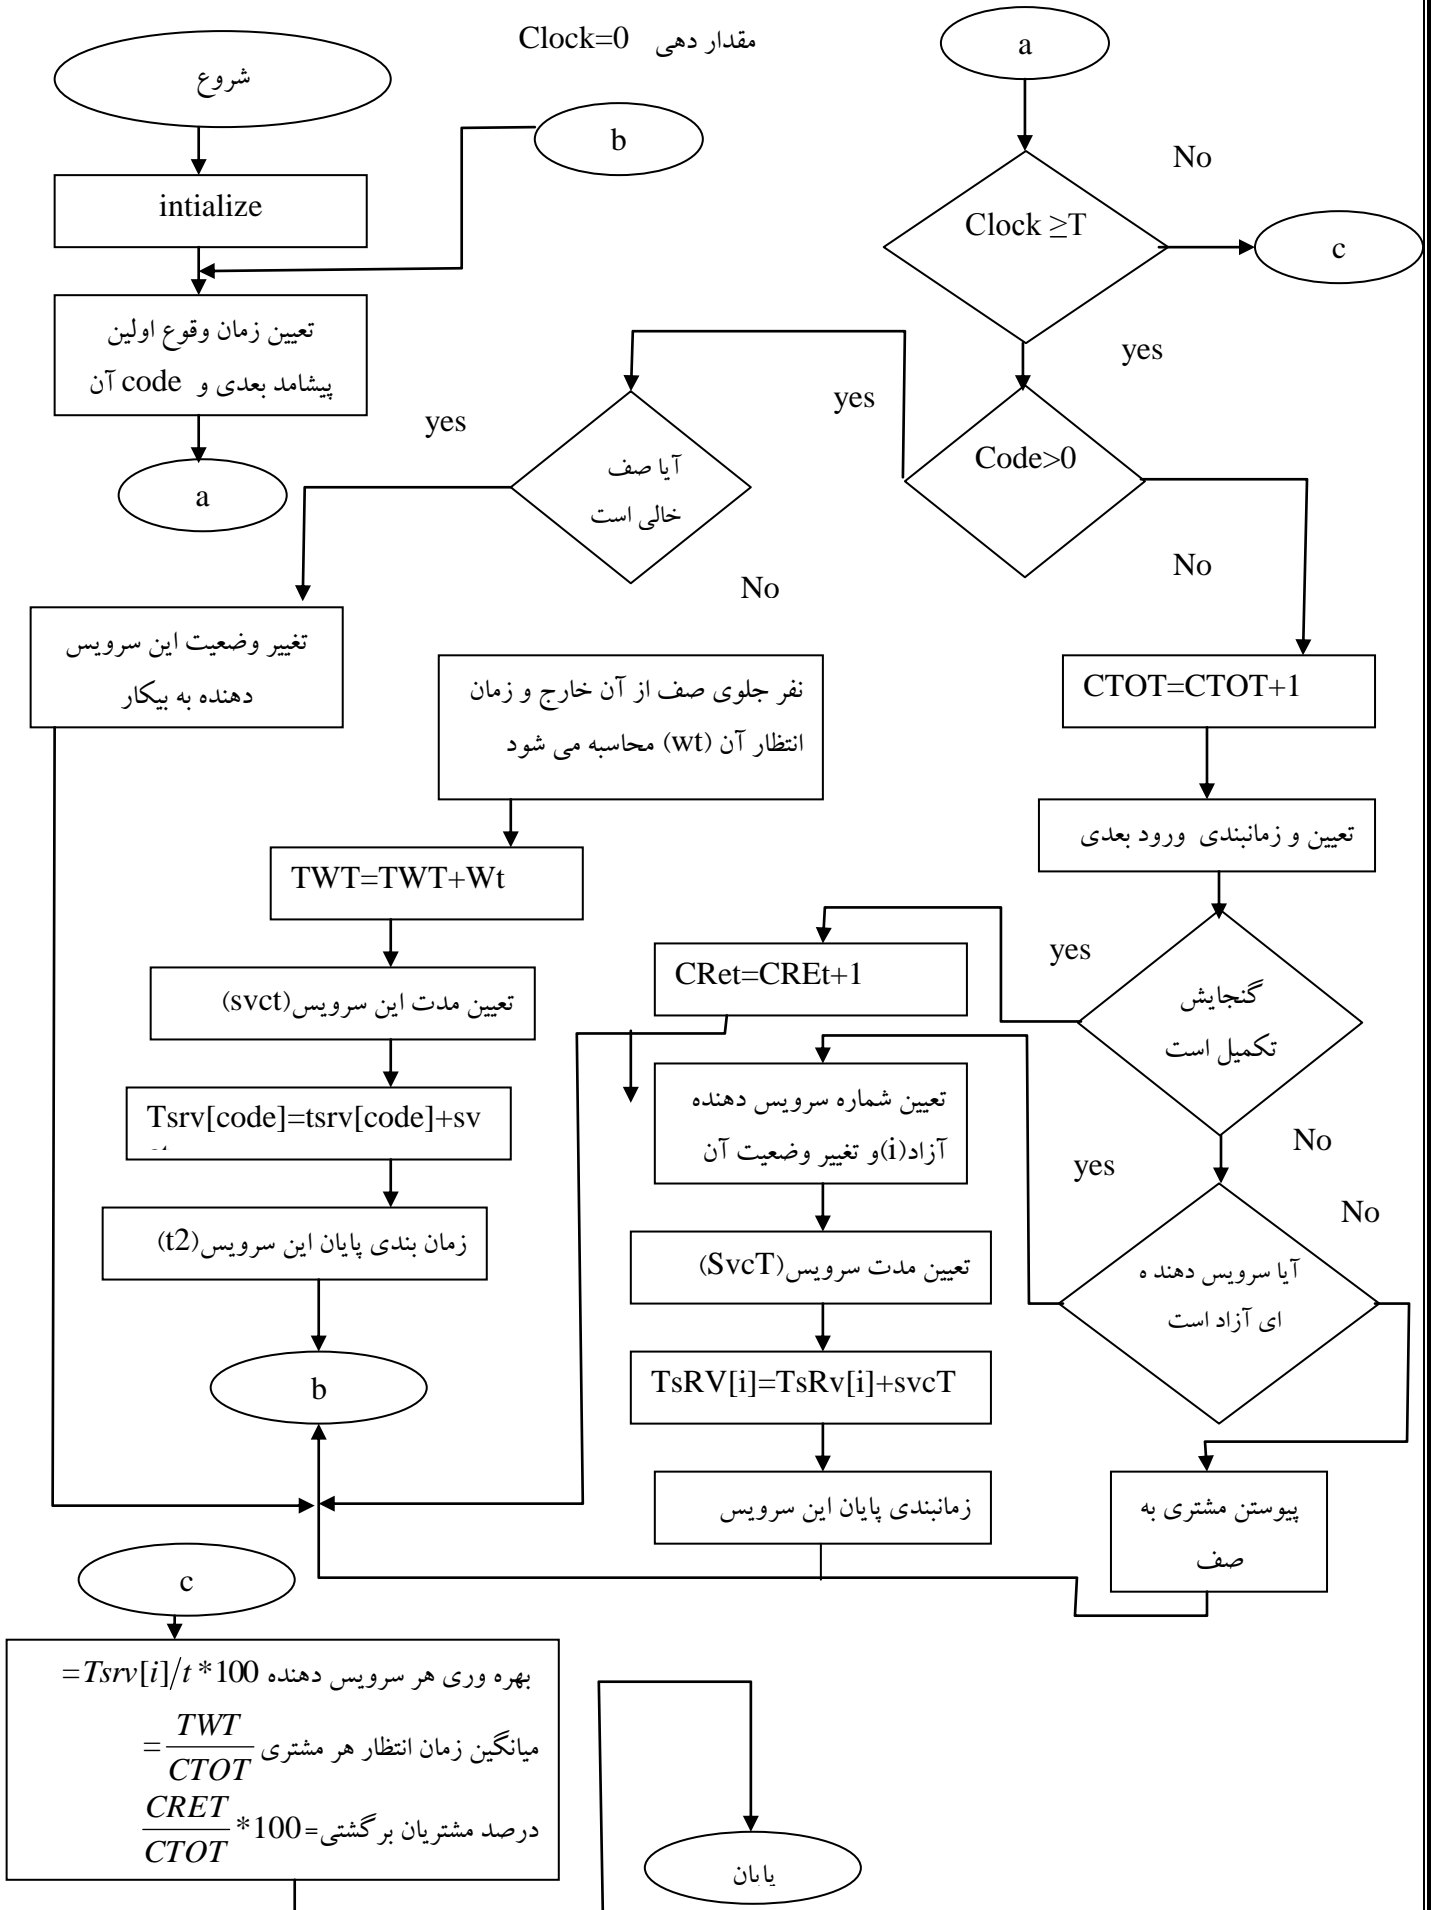 مقدار دهی Clock=0
شروع
intialize
b
تعیین زمان وقوع اولین
پیشامد بعدی و code آن
a
a
Clock ≥T
No
c
yes
Code>0
yes
No
آیا صف
خالی است
yes
No
تغییر وضعیت این سرویس
دهنده به بیکار
نفر جلوی صف از آن خارج و زمان
انتظار آن (wt) محاسبه می شود
TWT=TWT+Wt
تعیین مدت این سرویس(svct)
Tsrv[code]=tsrv[code]+sv
زمان بندی پایان این سرویس(t2)
b
CTOT=CTOT+1
تعیین و زمانبندی ورود بعدی
گنجایش
تکمیل است
yes
No
CRet=CREt+1
آیا سرویس دهند ه
ای آزاد است
yes
No
تعیین شماره سرویس دهنده
آزاد(i)و تغییر وضعیت آن
تعیین مدت سرویس(SvcT)
TsRV[i]=TsRv[i]+svcT
زمانبندی پایان این سرویس
پیوستن مشتری به
صف
c
بهره وری هر سرویس دهنده =Tsrv[i]/t*100
میانگین زمان انتظار هر مشتری =TWT/CTOT=
درصد مشتریان برگشتی=CRET/CTOT*100
پایان